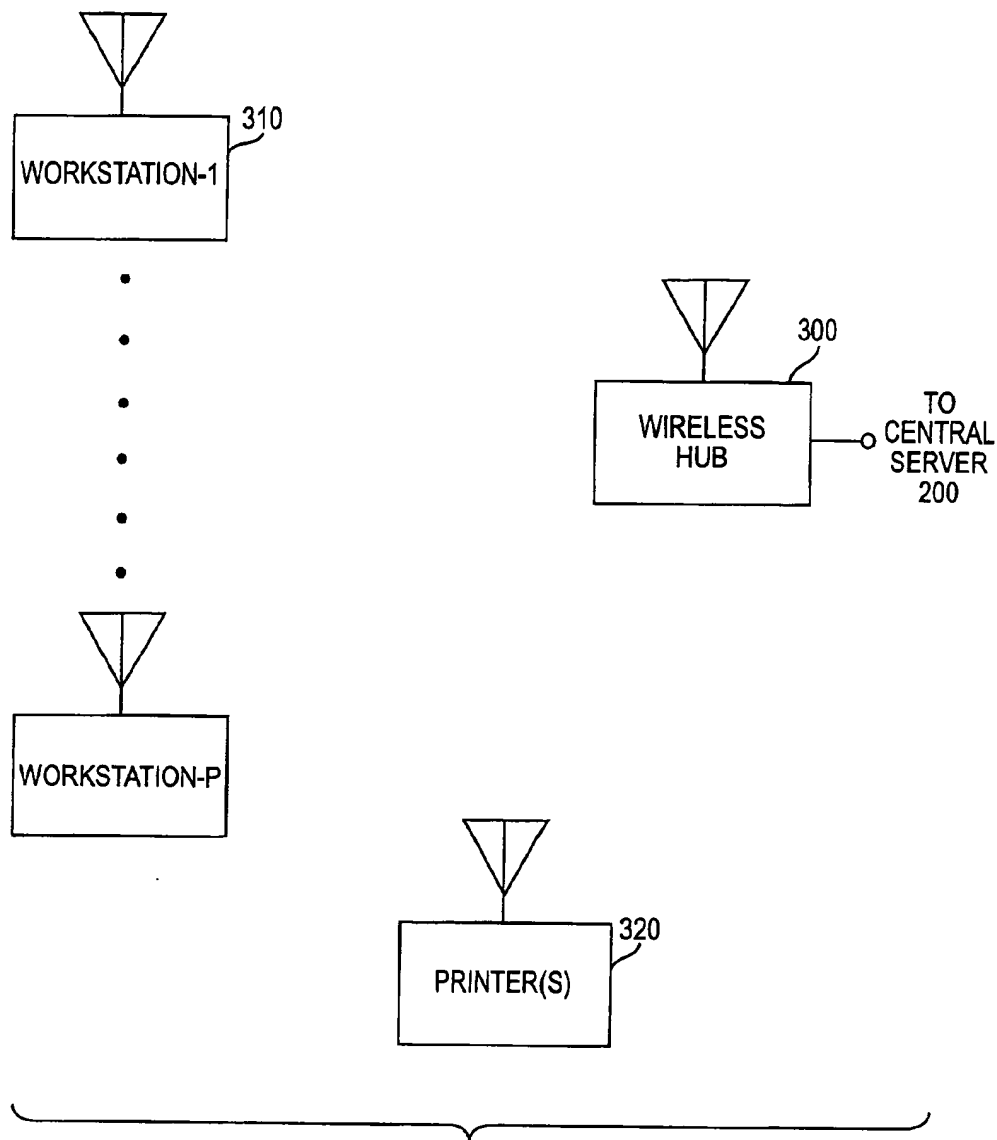 310
WORKSTATION-1
300
WIRELESS
HUB
TO
CENTRAL
SERVER
200
WORKSTATION-P
320
PRINTER(S)